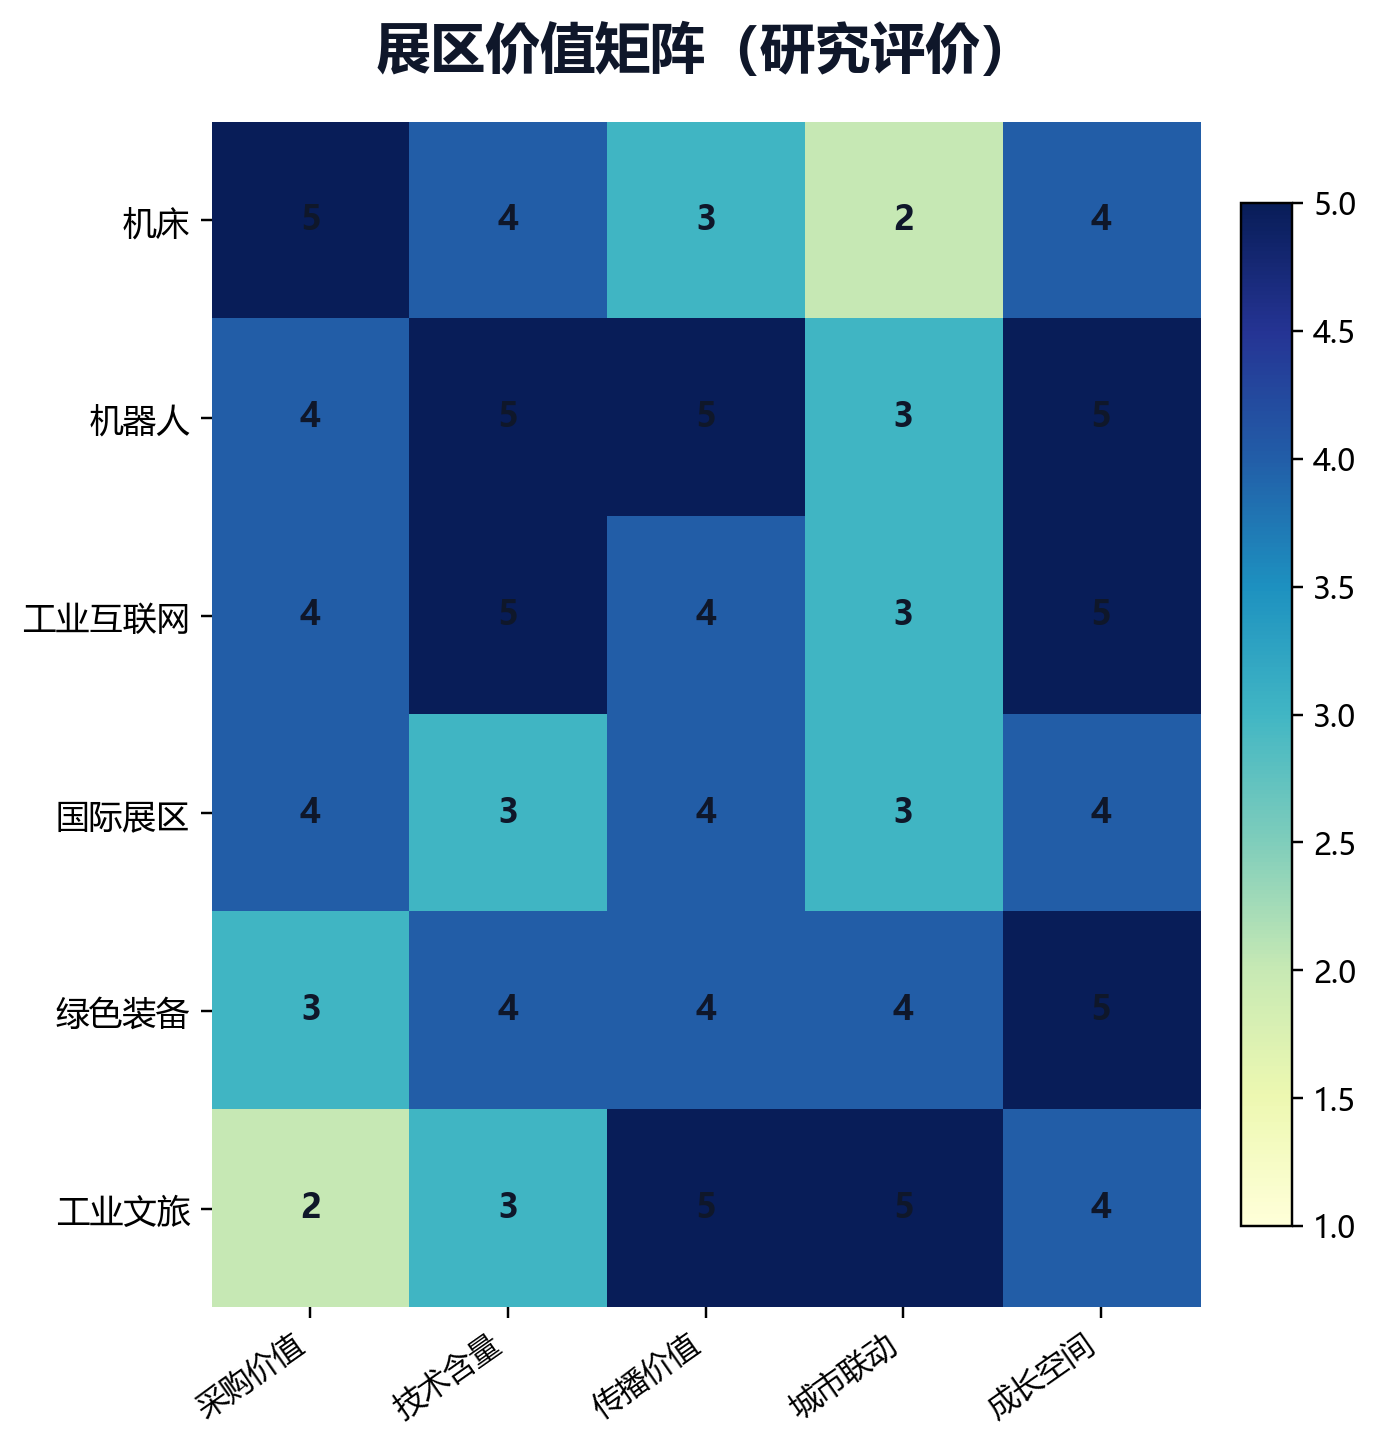 展区价值矩阵（研究评价）
机床 5 4 3 2 4
机器人 4 5 5 3 5
工业互联网 4 5 4 3 5
国际展区 4 3 4 3 4
绿色装备 3 4 4 4 5
工业文旅 2 3 5 5 4
采购价值 技术含量 传播价值 城市联动 成长空间
5.0
4.5
4.0
3.5
3.0
2.5
2.0
1.5
1.0